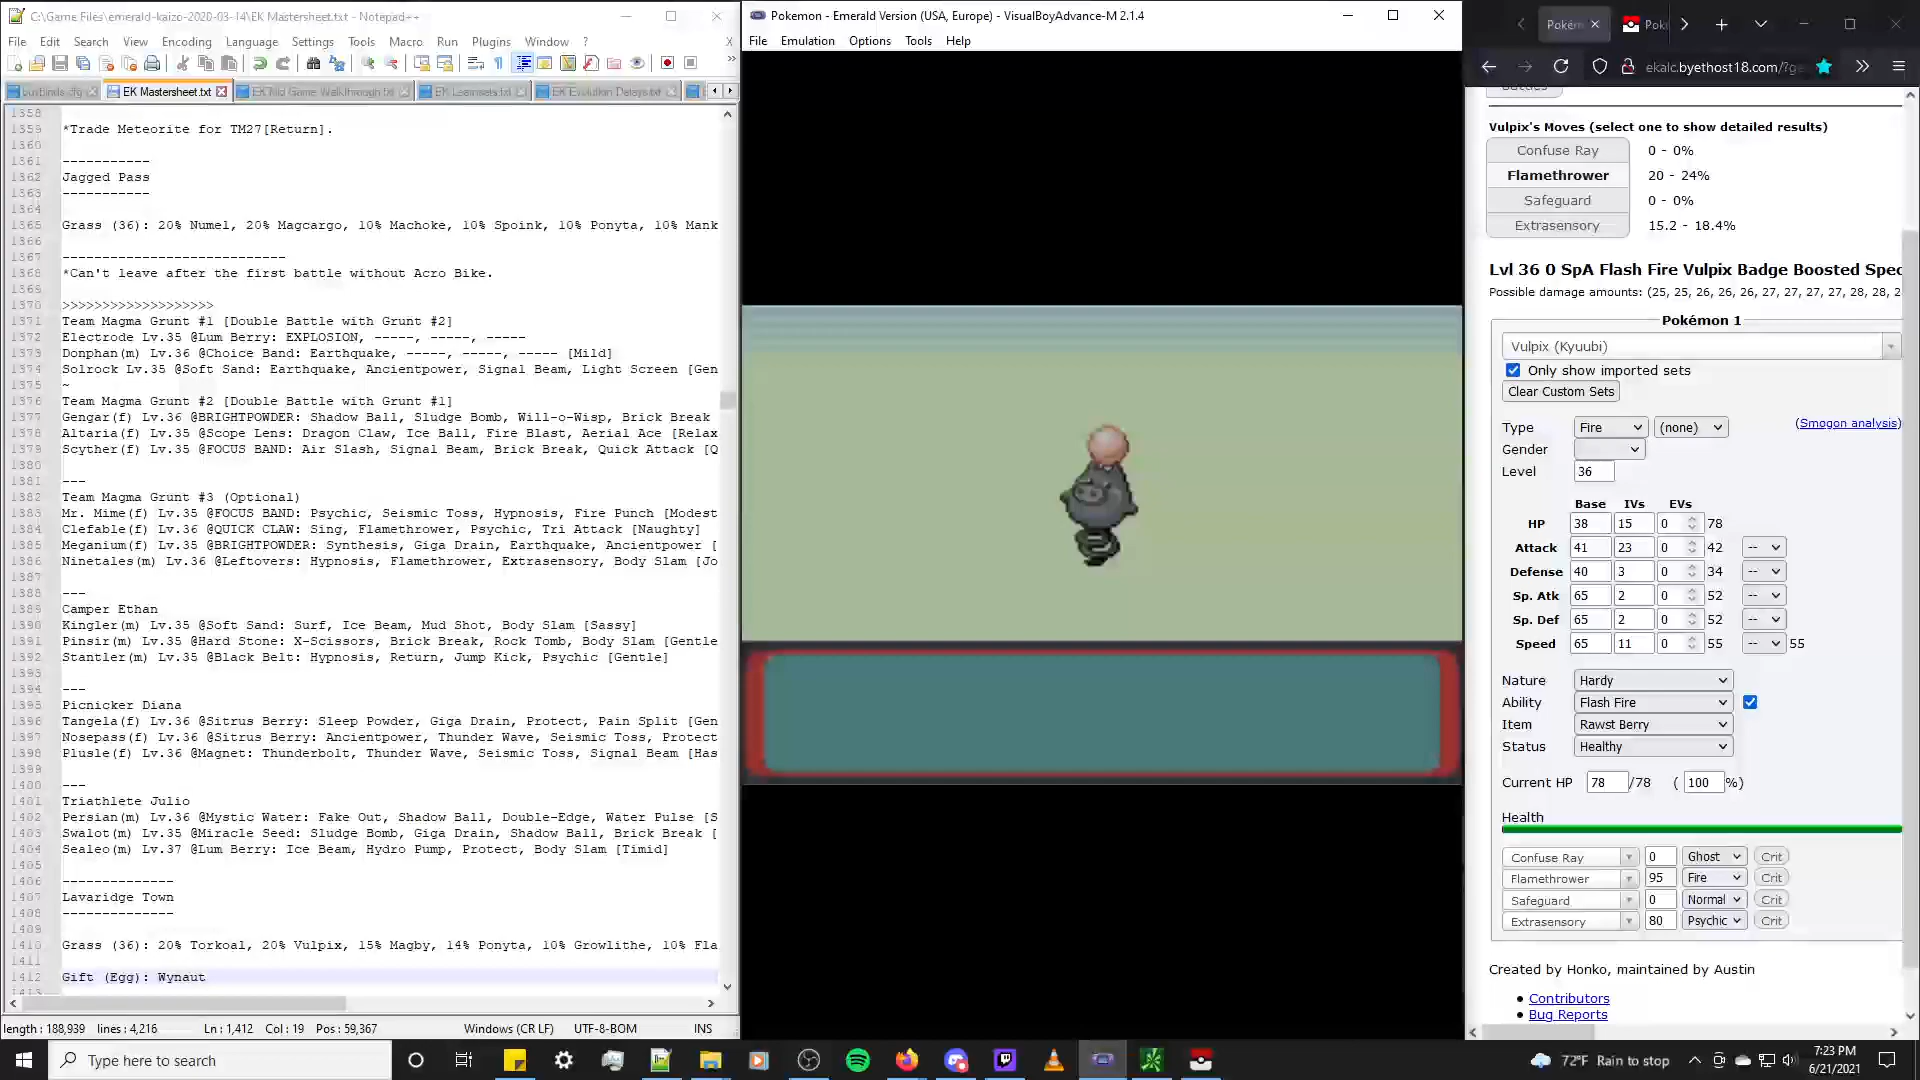 C:\Game Files\emerald-kaizo-2020-03-14\EK Mastersheet.txt - Notepad++
File Edit Search View Encoding Language Settings Tools Macro Run Plugins Window ?
EK Mastersheet.txt
EK Learnsets.txt
EK Evolution Delays.txt
1358
1359 *Trade Meteorite for TM27[Return].
1360
1361 -----------
1362 Jagged Pass
1363 -----------
1364
1365 Grass (36): 20% Numel, 20% Magcargo, 10% Machoke, 10% Spoink, 10% Ponyta, 10% Mank
1366
1367 ----------------------------
1368 *Can't leave after the first battle without Acro Bike.
1369
1370 >>>>>>>>>>>>>>>>>>>
1371 Team Magma Grunt #1 [Double Battle with Grunt #2]
1372 Electrode Lv.35 @Lum Berry: EXPLOSION, -----, -----, -----
1373 Donphan(m) Lv.36 @Choice Band: Earthquake, -----, -----, ----- [Mild]
1374 Solrock Lv.35 @Soft Sand: Earthquake, Ancientpower, Signal Beam, Light Screen [Gen
1375 ~
1376 Team Magma Grunt #2 [Double Battle with Grunt #1]
1377 Gengar(f) Lv.36 @BRIGHTPOWDER: Shadow Ball, Sludge Bomb, Will-o-Wisp, Brick Break
1378 Altaria(f) Lv.35 @Scope Lens: Dragon Claw, Ice Ball, Fire Blast, Aerial Ace [Relax
1379 Scyther(f) Lv.35 @FOCUS BAND: Air Slash, Signal Beam, Brick Break, Quick Attack [Q
1380
1381 ---
1382 Team Magma Grunt #3 (Optional)
1383 Mr. Mime(f) Lv.35 @FOCUS BAND: Psychic, Seismic Toss, Hypnosis, Fire Punch [Modest
1384 Clefable(f) Lv.35 @QUICK CLAW: Sing, Flamethrower, Psychic, Tri Attack [Naughty]
1385 Meganium(f) Lv.35 @BRIGHTPOWDER: Synthesis, Giga Drain, Earthquake, Ancientpower [
1386 Ninetales(m) Lv.36 @Leftovers: Hypnosis, Flamethrower, Extrasensory, Body Slam [Jo
1387
1388 ---
1389 Camper Ethan
1390 Kingler(m) Lv.35 @Soft Sand: Surf, Ice Beam, Mud Shot, Body Slam [Sassy]
1391 Pinsir(m) Lv.35 @Hard Stone: X-Scissors, Brick Break, Rock Tomb, Body Slam [Gentle
1392 Stantler(m) Lv.35 @Black Belt: Hypnosis, Return, Jump Kick, Psychic [Gentle]
1393
1394 ---
1395 Picnicker Diana
1396 Tangela(f) Lv.36 @Sitrus Berry: Sleep Powder, Giga Drain, Protect, Pain Split [Gen
1397 Nosepass(f) Lv.36 @Sitrus Berry: Ancientpower, Thunder Wave, Seismic Toss, Protect
1398 Plusle(f) Lv.36 @Magnet: Thunderbolt, Thunder Wave, Seismic Toss, Signal Beam [Has
1399
1400 ---
1401 Triathlete Julio
1402 Persian(m) Lv.36 @Mystic Water: Fake Out, Shadow Ball, Double-Edge, Water Pulse [S
1403 Swalot(m) Lv.35 @Miracle Seed: Sludge Bomb, Giga Drain, Shadow Ball, Brick Break [
1404 Sealeo(m) Lv.37 @Lum Berry: Ice Beam, Hydro Pump, Protect, Body Slam [Timid]
1405
1406 --------------
1407 Lavaridge Town
1408 --------------
1409
1410 Grass (36): 20% Torkoal, 20% Vulpix, 15% Magby, 14% Ponyta, 10% Growlithe, 10% Fla
1411
1412 Gift (Egg): Wynaut
1413
length : 188,939 lines : 4,216 Ln : 1,412 Col : 19 Pos : 59,367 Windows (CR LF) UTF-8-BOM INS
Pokemon - Emerald Version (USA, Europe) - VisualBoyAdvance-M 2.1.4
File Emulation Options Tools Help
ekalc.byethost18.com/?ge
Vulpix's Moves (select one to show detailed results)
Confuse Ray 0 - 0%
Flamethrower 20 - 24%
Safeguard 0 - 0%
Extrasensory 15.2 - 18.4%
Lvl 36 0 SpA Flash Fire Vulpix Badge Boosted Spec
Possible damage amounts: (25, 25, 26, 26, 26, 27, 27, 27, 27, 28, 28, 2
Pokémon 1
Vulpix (Kyuubi)
Only show imported sets
Clear Custom Sets
Type Fire (none) (Smogon analysis)
Gender
Level 36
Base IVs EVs
HP 38 15 0 78
Attack 41 23 0 42 --
Defense 40 3 0 34 --
Sp. Atk 65 2 0 52 --
Sp. Def 65 2 0 52 --
Speed 65 11 0 55 -- 55
Nature Hardy
Ability Flash Fire
Item Rawst Berry
Status Healthy
Current HP 78 /78 ( 100 %)
Health
Confuse Ray 0 Ghost Crit
Flamethrower 95 Fire Crit
Safeguard 0 Normal Crit
Extrasensory 80 Psychic Crit
Created by Honko, maintained by Austin
Contributors
Bug Reports
Type here to search
72°F Rain to stop
7:23 PM
6/21/2021